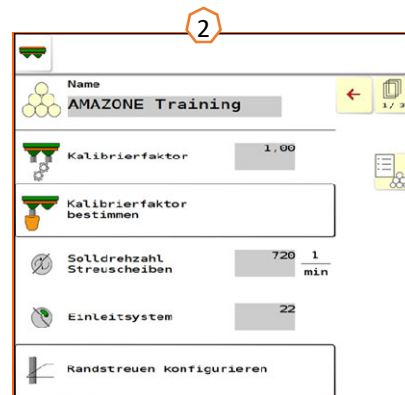 2
Name
AMAZONE Training
1/
Kalibrierfaktor
1,00
Kalibrierfaktor
bestimmen
Solldrehzahl
Streuscheiben
720
1
min
Einleitsystem
22
Randstreuen konfigurieren